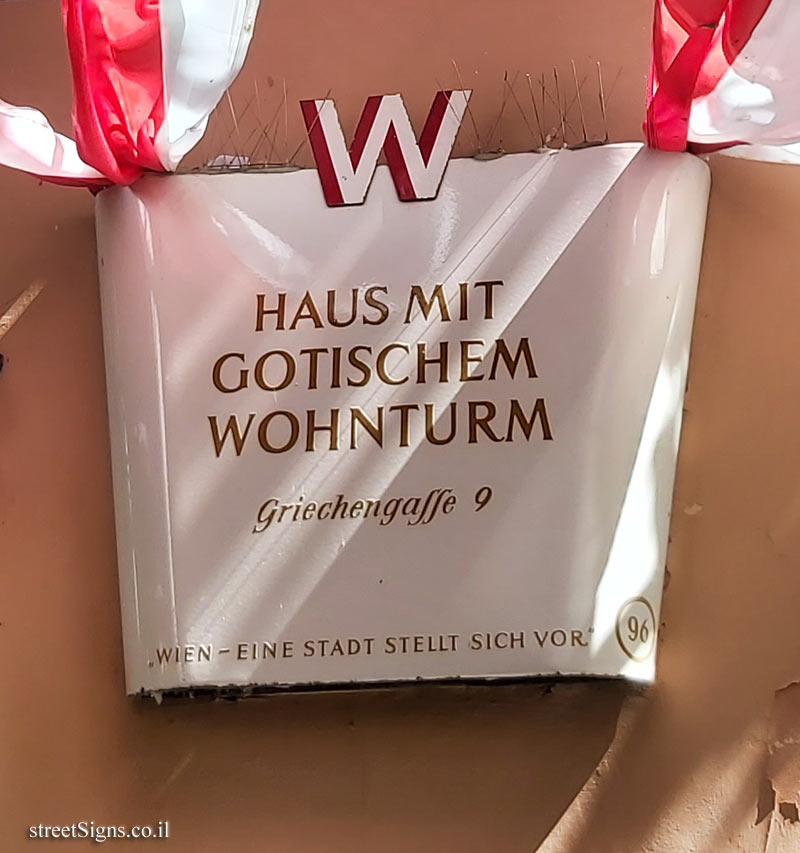 W
HAUS MIT
GOTISCHEM
WOHNTURM
Griechengaſſe 9
„WIEN – EINE STADT STELLT SICH VOR.“
96
streetSigns.co.il